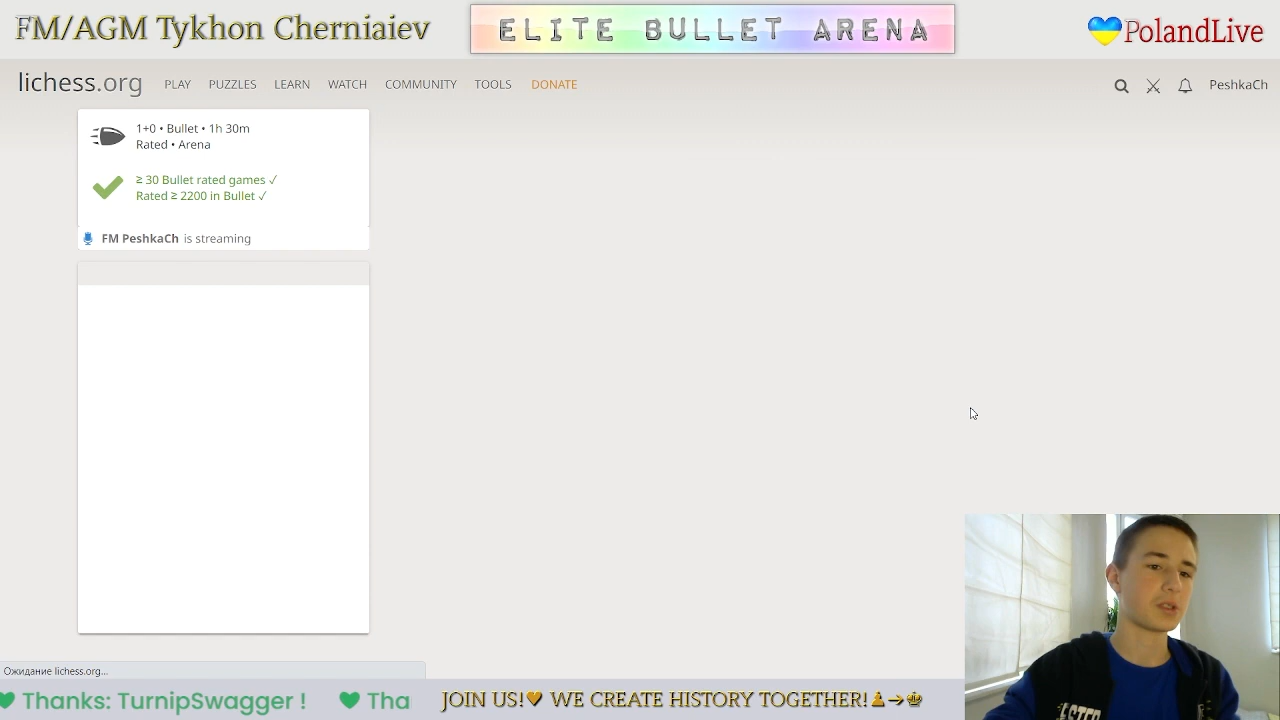 FM/AGM Tykhon Cherniaiev
ELITE BULLET ARENA
PolandLive
lichess.org
PLAY
PUZZLES
LEARN
WATCH
COMMUNITY
TOOLS
DONATE
PeshkaCh
1+0 • Bullet • 1h 30m
Rated • Arena
≥ 30 Bullet rated games ✓
Rated ≥ 2200 in Bullet ✓
FM PeshkaCh is streaming
Ожидание lichess.org...
Thanks: TurnipSwagger !
Tha
JOIN US!🧡 WE CREATE HISTORY TOGETHER!♟→♚